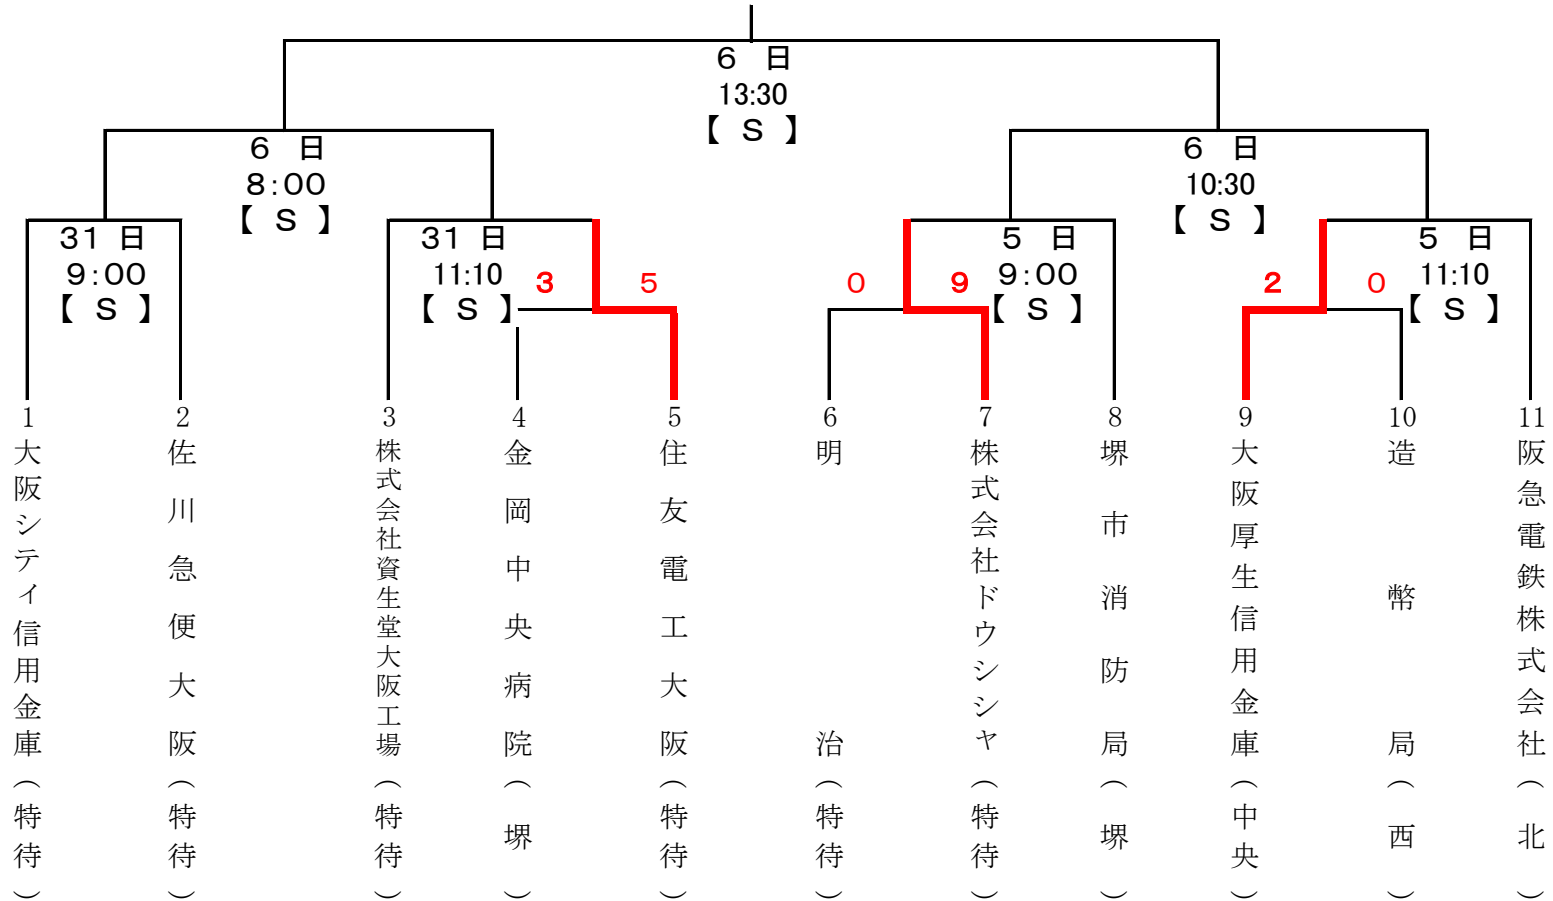 ６　日
13:30
【　Ｓ　】
６　日
８:００
【　Ｓ　】
６　日
10:30
【　Ｓ　】
３１　日
９:００
【　Ｓ　】
３１　日
11:10
【　Ｓ　】
３
５
０
９
５　日
９:００
【　Ｓ　】
２
０
５　日
11:10
【　Ｓ　】
1
大阪シティ信用金庫（特待）
2
佐川急便大阪（特待）
3
株式会社資生堂大阪工場（特待）
4
金岡中央病院（堺）
5
住友電工大阪（特待）
6
明治（特待）
7
株式会社ドウシシャ（特待）
8
堺市消防局（堺）
9
大阪厚生信用金庫（中央）
10
造幣局（西）
11
阪急電鉄株式会社（北）